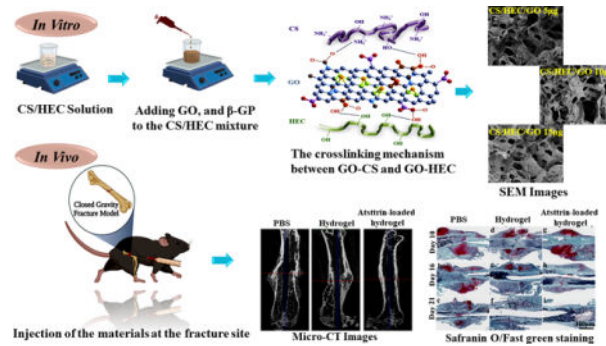 In Vitro
CS/HEC Solution
Adding GO, and β-GP
to the CS/HEC mixture
CS
GO
HEC
The crosslinking mechanism
between GO-CS and GO-HEC
CS/HEC/GO 5µg
CS/HEC/GO 10
CS/HEC/GO 15µg
SEM Images
In Vivo
Closed Gravity
Fracture Model
Injection of the materials at the fracture site
PBS
Hydrogel
Atsttrin-loaded
hydrogel
Micro-CT Images
PBS
Hydrogel
Atsttrin-loaded
hydrogel
Day 10
Day 16
Day 21
Safranin O/Fast green staining